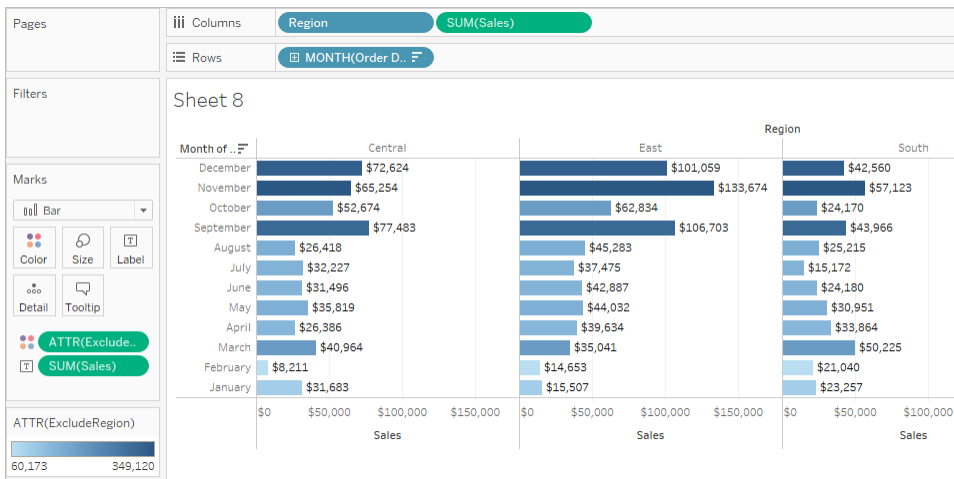 Pages
Columns
Region
SUM(Sales)
Rows
MONTH(Order D..
Filters
Marks
Bar
Color
Size
Label
Detail
Tooltip
ATTR(Exclude..
SUM(Sales)
ATTR(ExcludeRegion)
60,173 349,120
Sheet 8
Region
Month of .. Central East South
December $72,624 $101,059 $42,560
November $65,254 $133,674 $57,123
October $52,674 $62,834 $24,170
September $77,483 $106,703 $43,966
August $26,418 $45,283 $25,215
July $32,227 $37,475 $15,172
June $31,496 $42,887 $24,180
May $35,819 $44,032 $30,951
April $26,386 $39,634 $33,864
March $40,964 $35,041 $50,225
February $8,211 $14,653 $21,040
January $31,683 $15,507 $23,257
$0 $50,000 $100,000 $150,000 $0 $50,000 $100,000 $150,000 $0 $50,000 $100,000
Sales Sales Sales